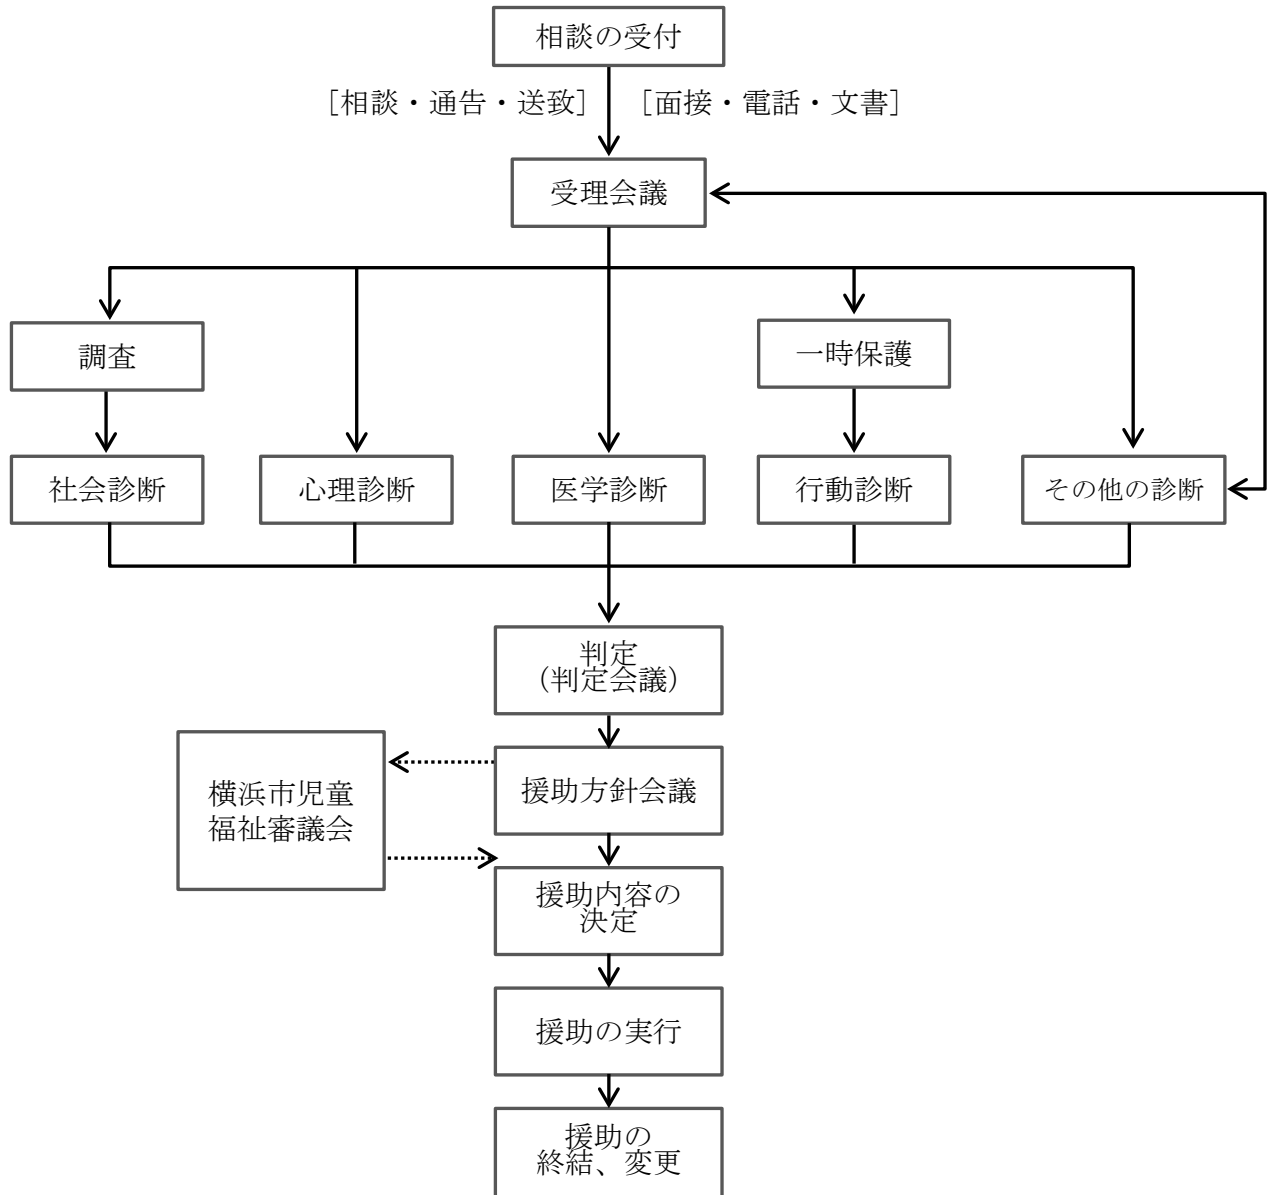 相談の受付
［相談・通告・送致］ ［面接・電話・文書］
受理会議
調査
一時保護
社会診断
心理診断
医学診断
行動診断
その他の診断
判定
（判定会議）
横浜市児童
福祉審議会
援助方針会議
援助内容の
決定
援助の実行
援助の
終結、変更